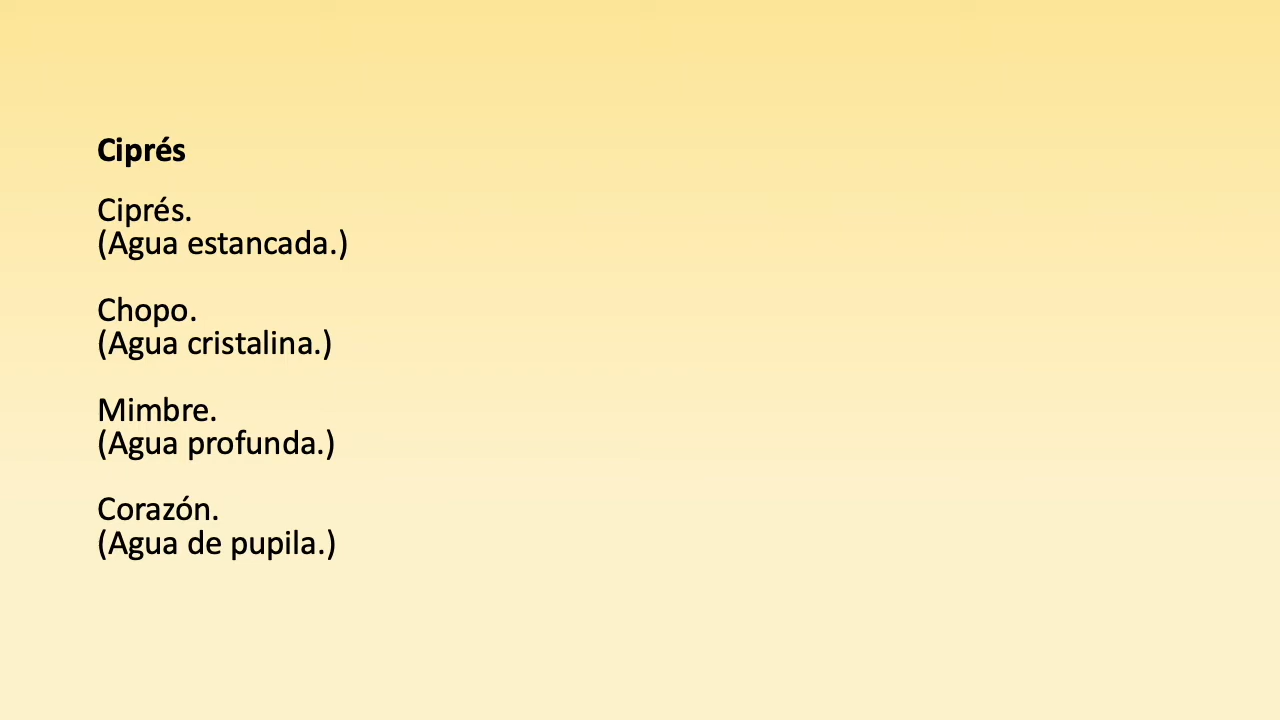 Ciprés
Ciprés.
(Agua estancada.)
Chopo.
(Agua cristalina.)
Mimbre.
(Agua profunda.)
Corazón.
(Agua de pupila.)